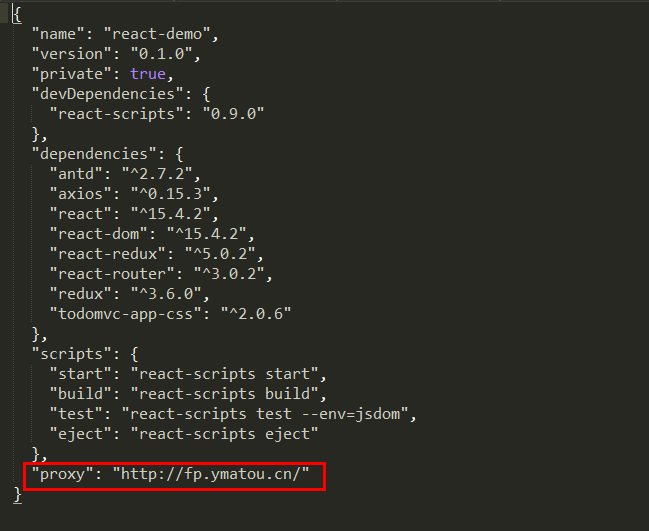 {
"name": "react-demo",
"version": "0.1.0",
"private": true,
"devDependencies": {
"react-scripts": "0.9.0"
},
"dependencies": {
"antd": "^2.7.2",
"axios": "^0.15.3",
"react": "^15.4.2",
"react-dom": "^15.4.2",
"react-redux": "^5.0.2",
"react-router": "^3.0.2",
"redux": "^3.6.0",
"todomvc-app-css": "^2.0.6"
},
"scripts": {
"start": "react-scripts start",
"build": "react-scripts build",
"test": "react-scripts test --env=jsdom",
"eject": "react-scripts eject"
},
"proxy": "http://fp.ymatou.cn/"
}